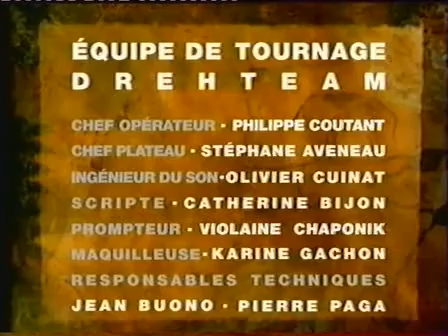 ÉQUIPE DE TOURNAGE
DREHTEAM
CHEF OPÉRATEUR · PHILIPPE COUTANT
CHEF PLATEAU · STÉPHANE AVENEAU
INGÉNIEUR DU SON · OLIVIER CUINAT
SCRIPTE · CATHERINE BIJON
PROMPTEUR · VIOLAINE CHAPONIK
MAQUILLEUSE · KARINE GACHON
RESPONSABLES TECHNIQUES
JEAN BUONO · PIERRE PAGA